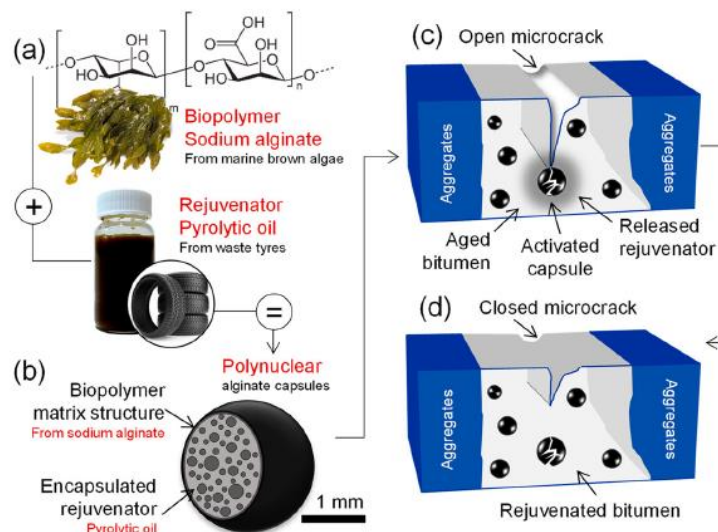 (a)
OH
O
OH
HO
O
O
HO
O
OH
HO
O
O
m
n
Biopolymer
Sodium alginate
From marine brown algae
+
Rejuvenator
Pyrolytic oil
From waste tyres
=
(b)
Polynuclear
alginate capsules
Biopolymer
matrix structure
From sodium alginate
Encapsulated
rejuvenator
Pyrolytic oil
1 mm
(c)
Open microcrack
Aggregates
Aggregates
Aged
bitumen
Activated
capsule
Released
rejuvenator
(d)
Closed microcrack
Aggregates
Aggregates
Rejuvenated bitumen